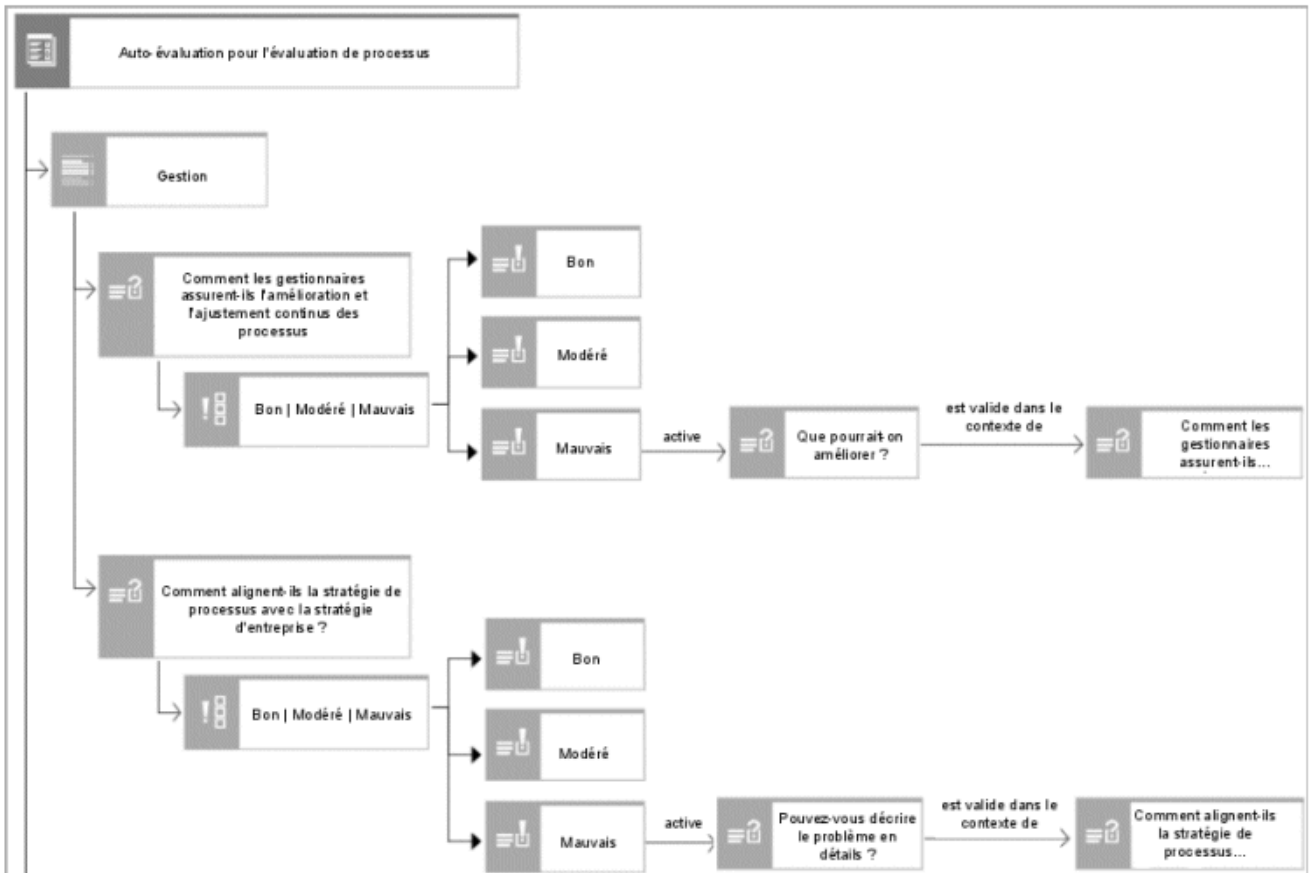 Auto-évaluation pour l'évaluation de processus
Gestion
Comment les gestionnaires
assurent-ils l'amélioration et
l'ajustement continus des
processus
Bon | Modéré | Mauvais
Bon
Modéré
Mauvais
active
Que pourrait-on
améliorer ?
est valide dans le
contexte de
Comment les
gestionnaires
assurent-ils...
Comment alignent-ils la stratégie de
processus avec la stratégie
d'entreprise ?
Bon | Modéré | Mauvais
Bon
Modéré
Mauvais
active
Pouvez-vous décrire
le problème en
détails ?
est valide dans le
contexte de
Comment alignent-ils
la stratégie de
processus...